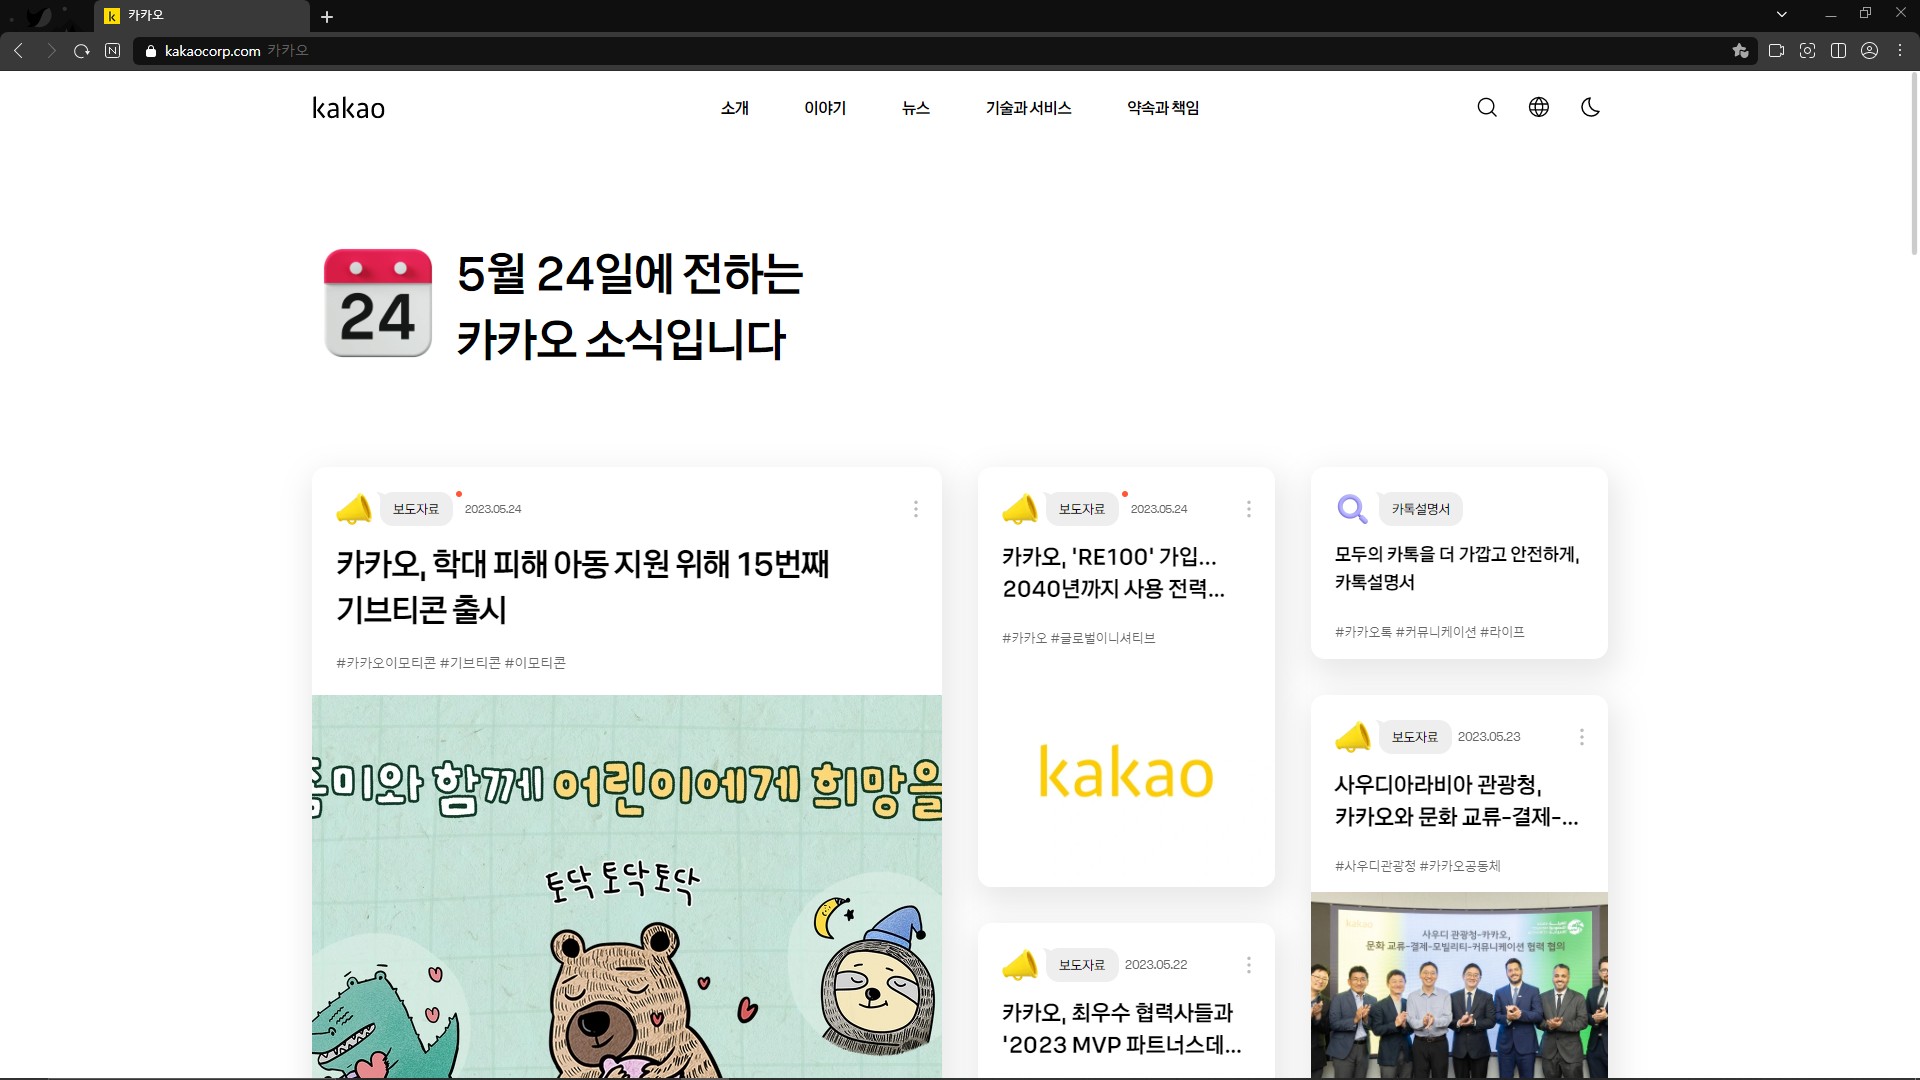 카카오
kakaocorp.com 카카오
kakao
소개 이야기 뉴스 기술과 서비스 약속과 책임
24
5월 24일에 전하는
카카오 소식입니다
보도자료 2023.05.24
카카오, 학대 피해 아동 지원 위해 15번째
기브티콘 출시
#카카오이모티콘 #기브티콘 #이모티콘
미와 함께 어린이에게 희망을
토닥 토닥 토닥
보도자료 2023.05.24
카카오, 'RE100' 가입...
2040년까지 사용 전력...
#카카오 #글로벌이니셔티브
kakao
보도자료 2023.05.22
카카오, 최우수 협력사들과
'2023 MVP 파트너스데...
카톡설명서
모두의 카톡을 더 가깝고 안전하게,
카톡설명서
#카카오톡 #커뮤니케이션 #라이프
보도자료 2023.05.23
사우디아라비아 관광청,
카카오와 문화 교류-결제-...
#사우디관광청 #카카오공동체
kakao
사우디 관광청-카카오,
문화 교류-결제-모빌리티-커뮤니케이션 협력 협의